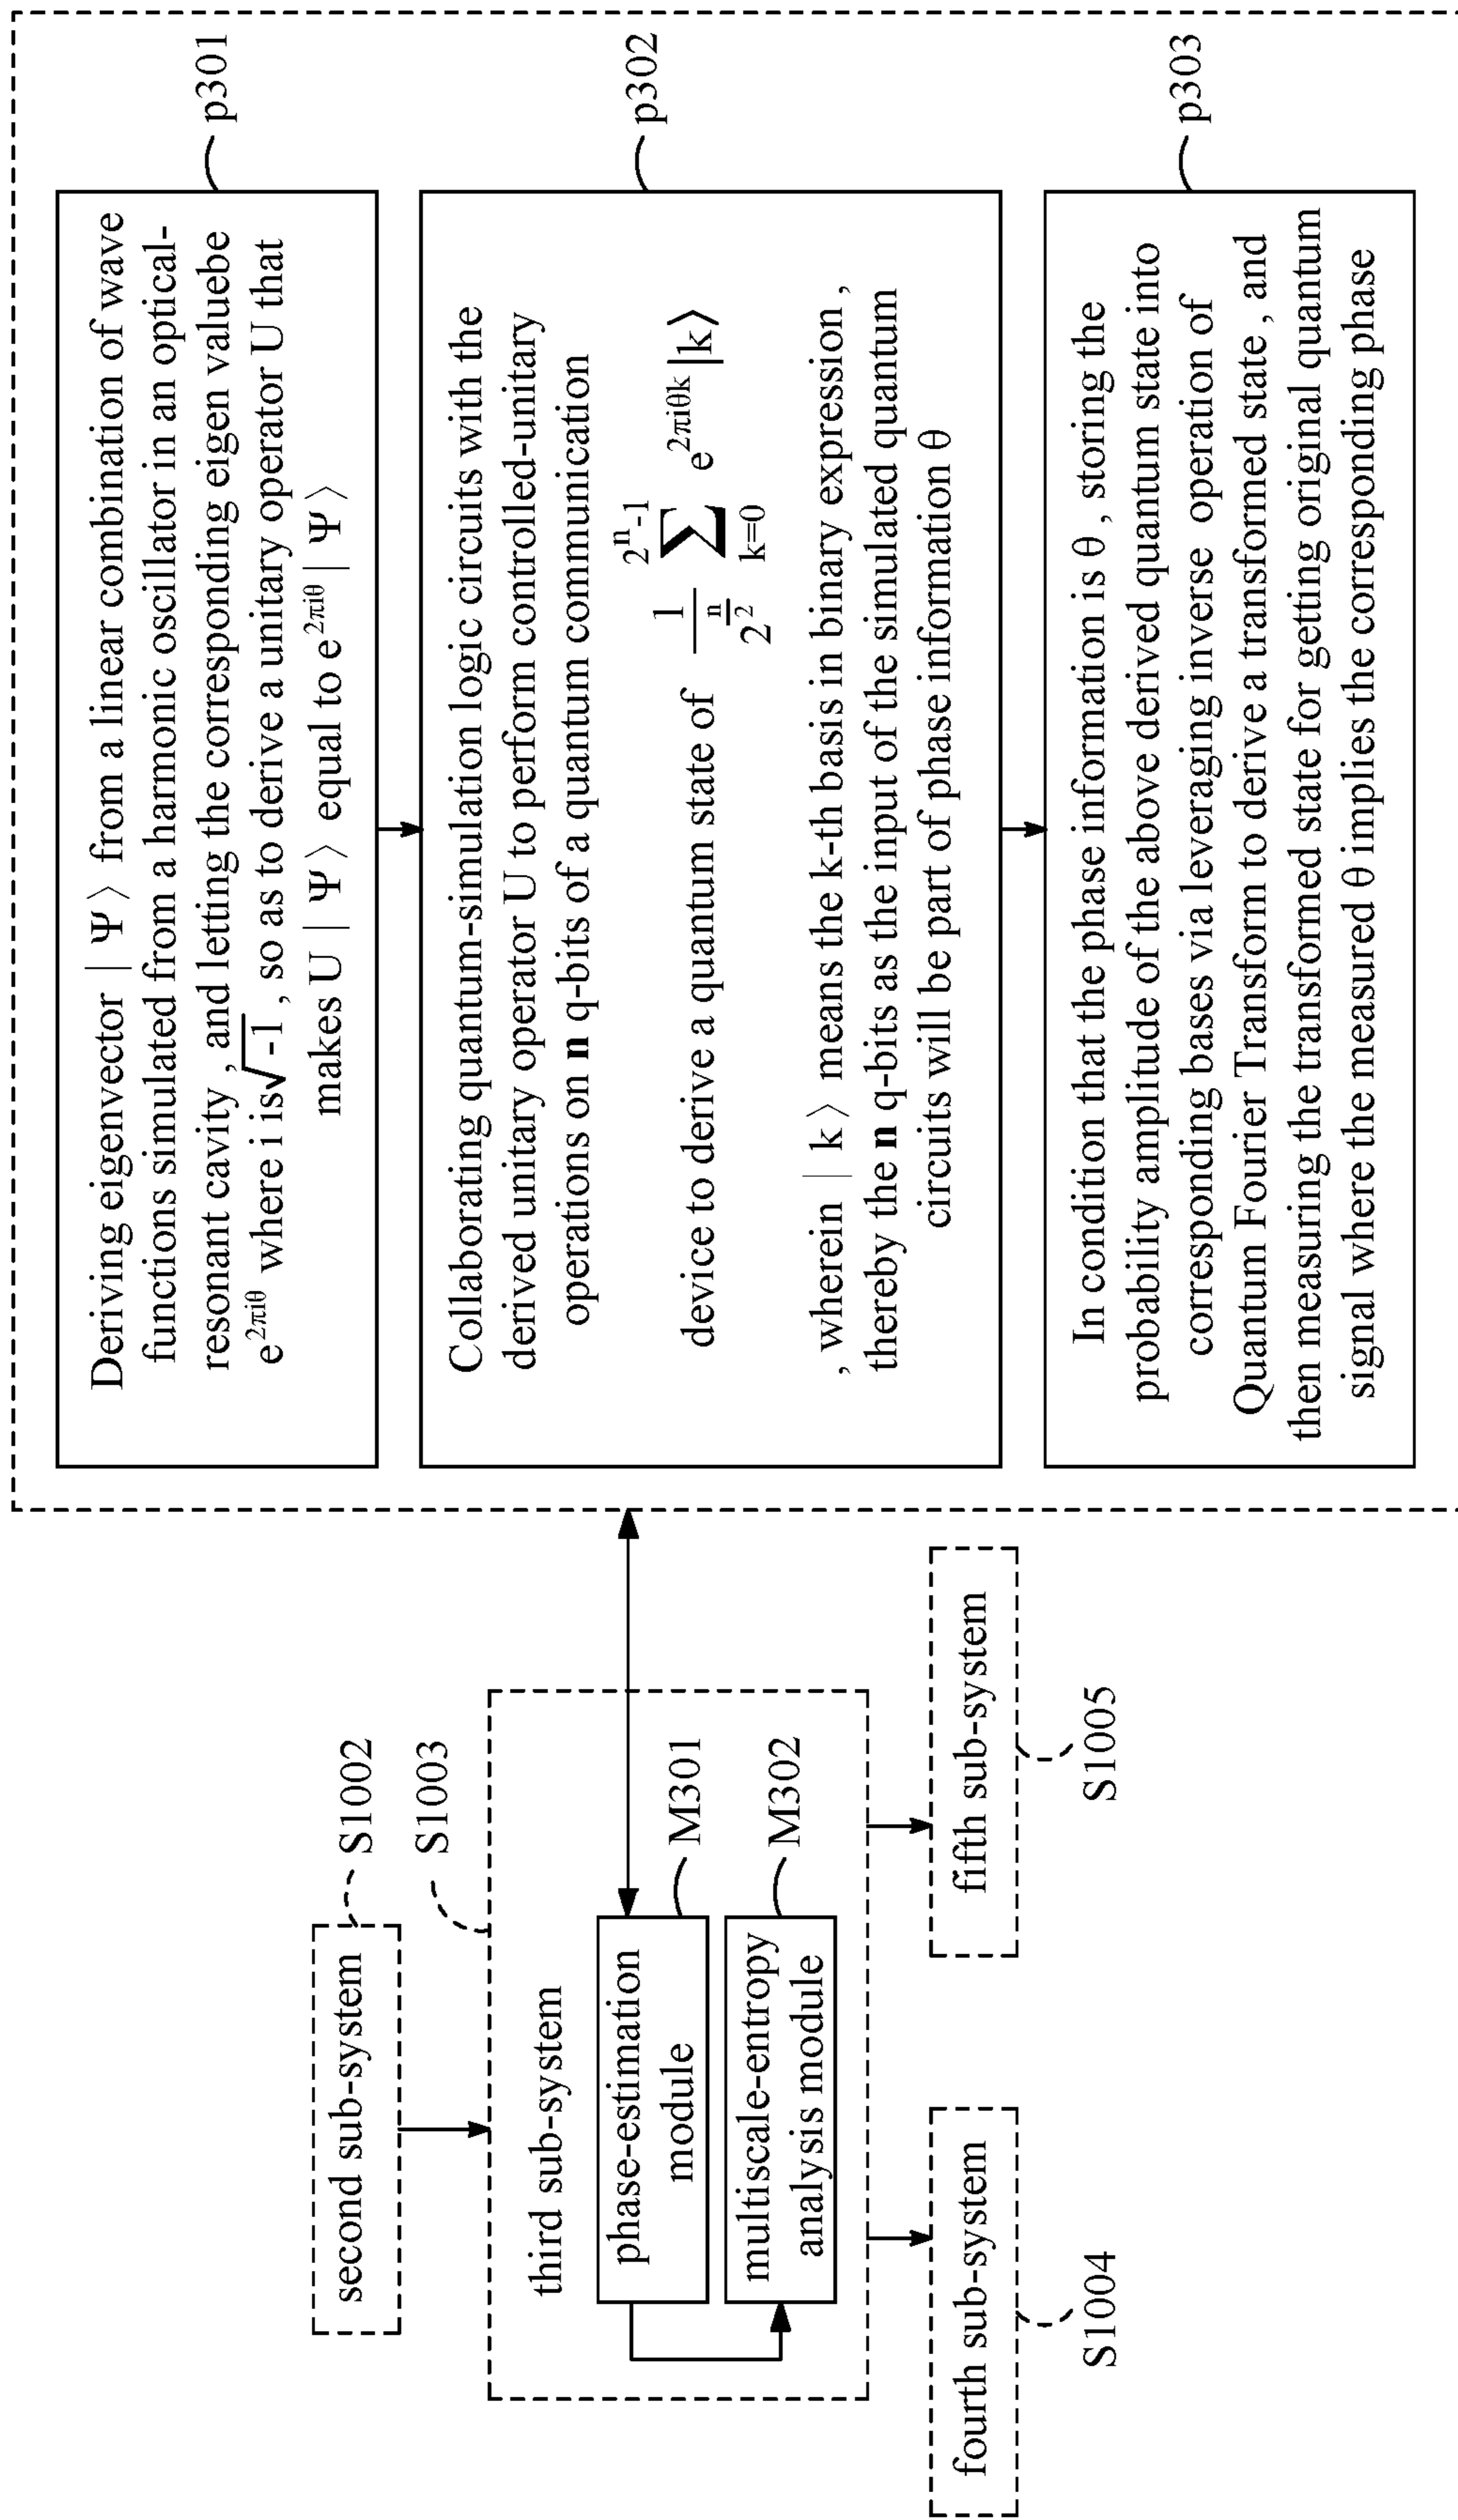 second sub-system
S1002
S1003
third sub-system
phase-estimation
module
M301
multiscale-entropy
analysis module
M302
fourth sub-system
S1004
fifth sub-system
S1005
Deriving eigenvector | Ψ⟩ from a linear combination of wave
functions simulated from a harmonic oscillator in an optical-
resonant cavity , and letting the corresponding eigen valuebe
e^2πiθ where i is√-1 , so as to derive a unitary operator U that
makes U | Ψ⟩ equal to e^2πiθ | Ψ⟩
p301
Collaborating quantum-simulation logic circuits with the
derived unitary operator U to perform controlled-unitary
operations on n q-bits of a quantum communication
device to derive a quantum state of 1/2^(n/2) ∑_{k=0}^{2^n-1} e^2πiθk |k⟩
, wherein | k⟩ means the k-th basis in binary expression ,
thereby the n q-bits as the input of the simulated quantum
circuits will be part of phase information θ
p302
In condition that the phase information is θ , storing the
probability amplitude of the above derived quantum state into
corresponding bases via leveraging inverse operation of
Quantum Fourier Transform to derive a transformed state , and
then measuring the transformed state for getting original quantum
signal where the measured θ implies the corresponding phase
p303